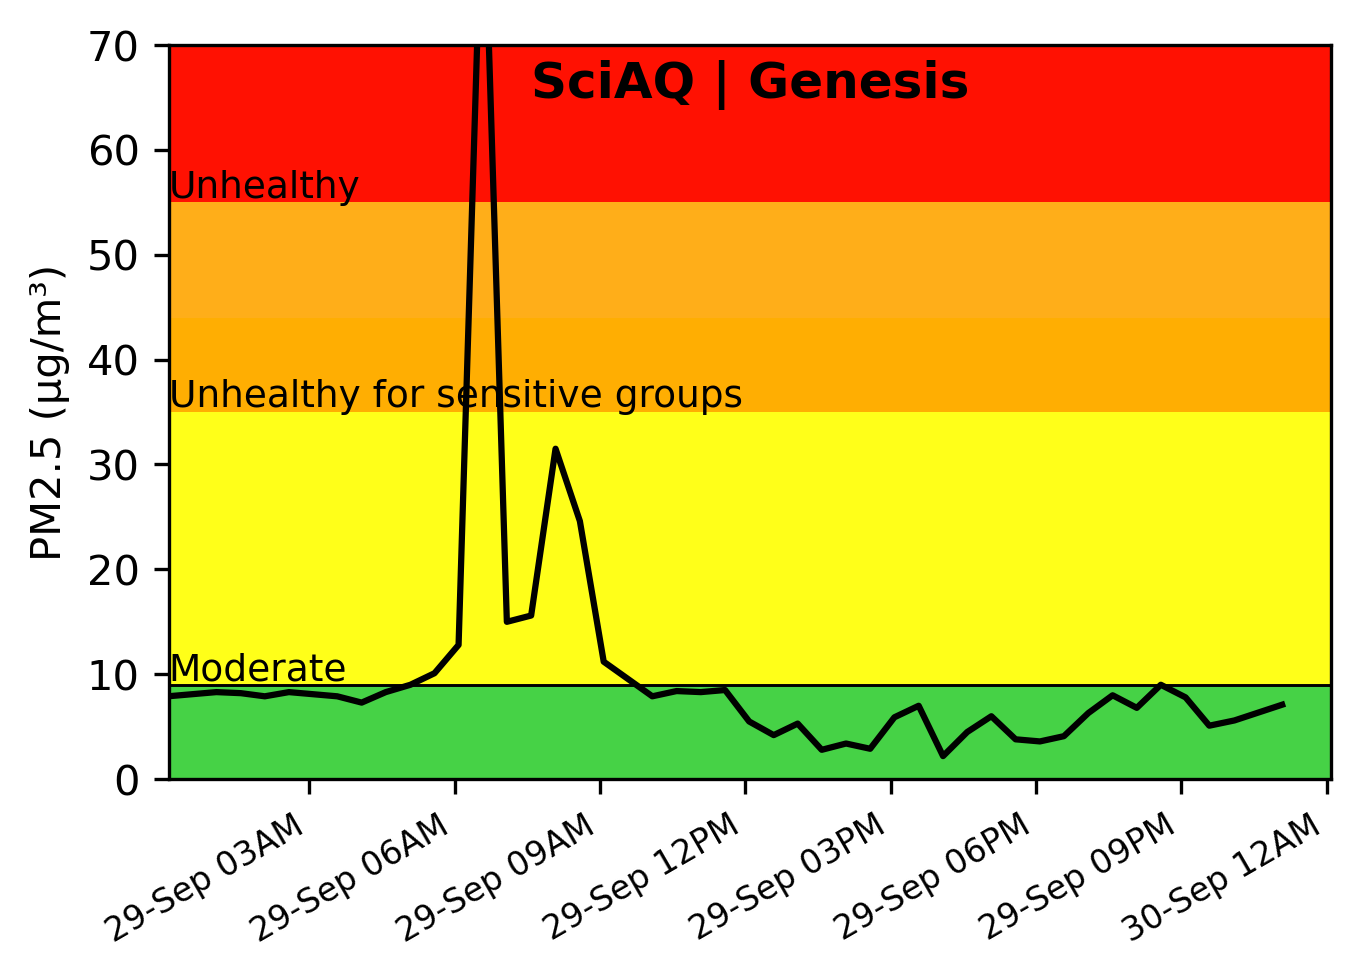 SciAQ | Genesis
70
60
Unhealthy
50
40
Unhealthy for sensitive groups
30
20
Moderate
10
0
PM2.5 (μg/m³)
29-Sep 03AM
29-Sep 06AM
29-Sep 09AM
29-Sep 12PM
29-Sep 03PM
29-Sep 06PM
29-Sep 09PM
30-Sep 12AM